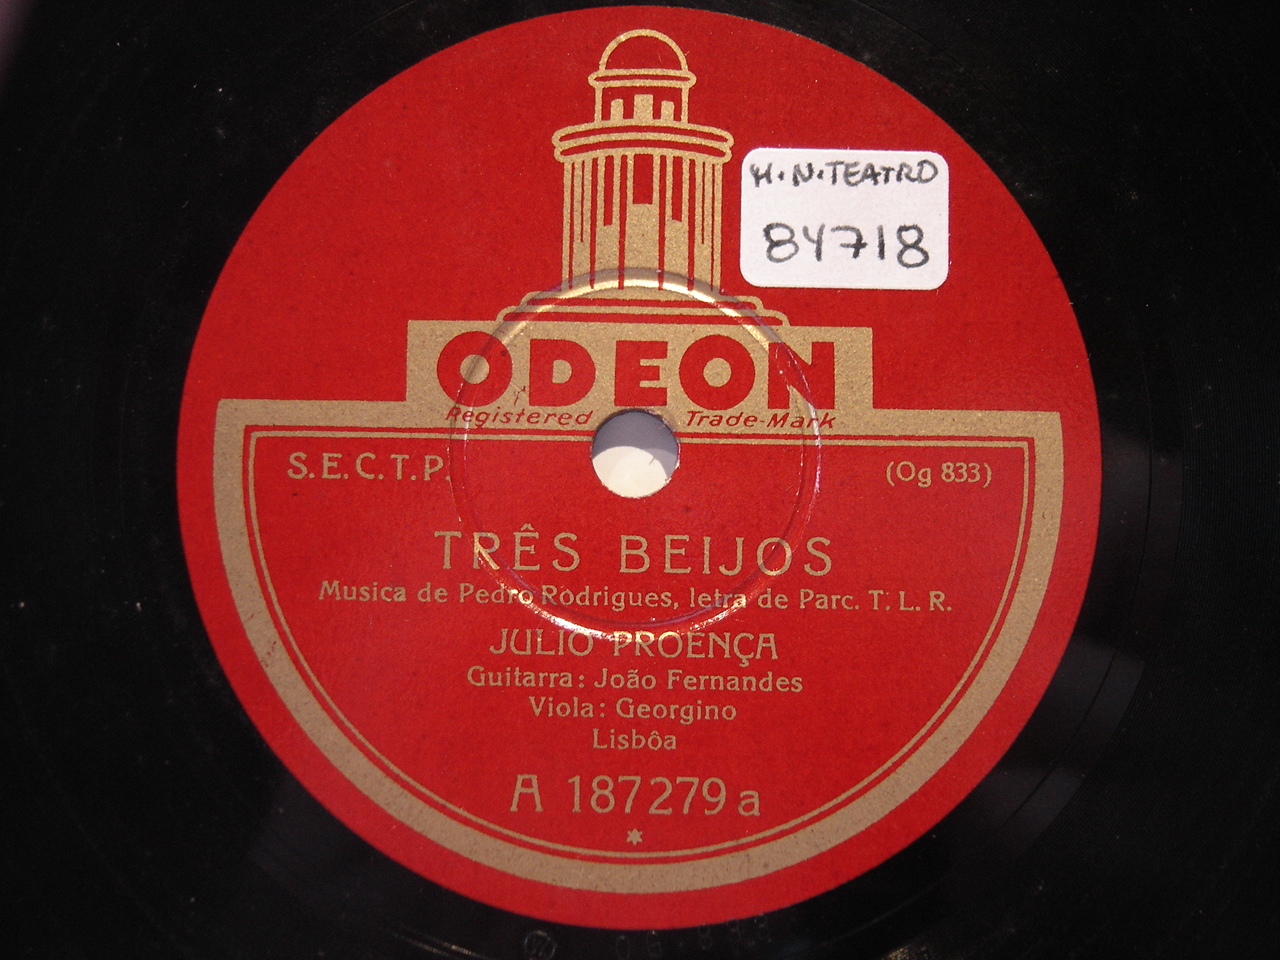 M.N.TEATRO
84718
ODEON
Registered Trade-Mark
S.E.C.T.P.
(Og 833)
TRÊS BEIJOS
Musica de Pedro Rodrigues, letra de Parc. T. L. R.
JULIO PROENÇA
Guitarra: João Fernandes
Viola: Georgino
Lisbôa
A 187279 a